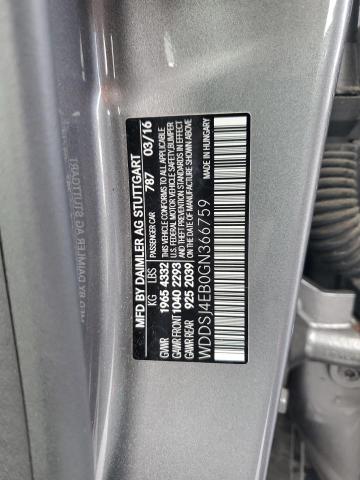 MFD BY DAIMLER AG STUTTGART
PASSENGER CAR 787 03/16
KG LBS
GVWR 1965 4332
GAWR FRONT 1040 2293
GAWR REAR 925 2039
THIS VEHICLE CONFORMS TO ALL APPLICABLE
U.S. FEDERAL MOTOR VEHICLE SAFETY, BUMPER
AND THEFT PREVENTION STANDARDS IN EFFECT
ON THE DATE OF MANUFACTURE SHOWN ABOVE.
MADE IN HUNGARY
WDDSJ4EB0GN366759